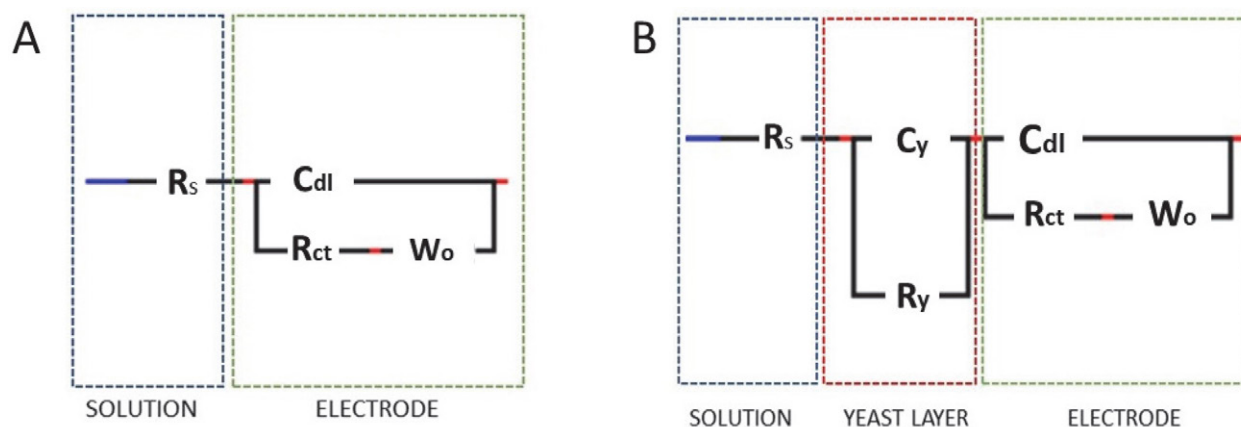 A
Rs
Cdl
Rct
Wo
SOLUTION
ELECTRODE
B
Rs
Cy
Cdl
Rct
Wo
Ry
SOLUTION
YEAST LAYER
ELECTRODE